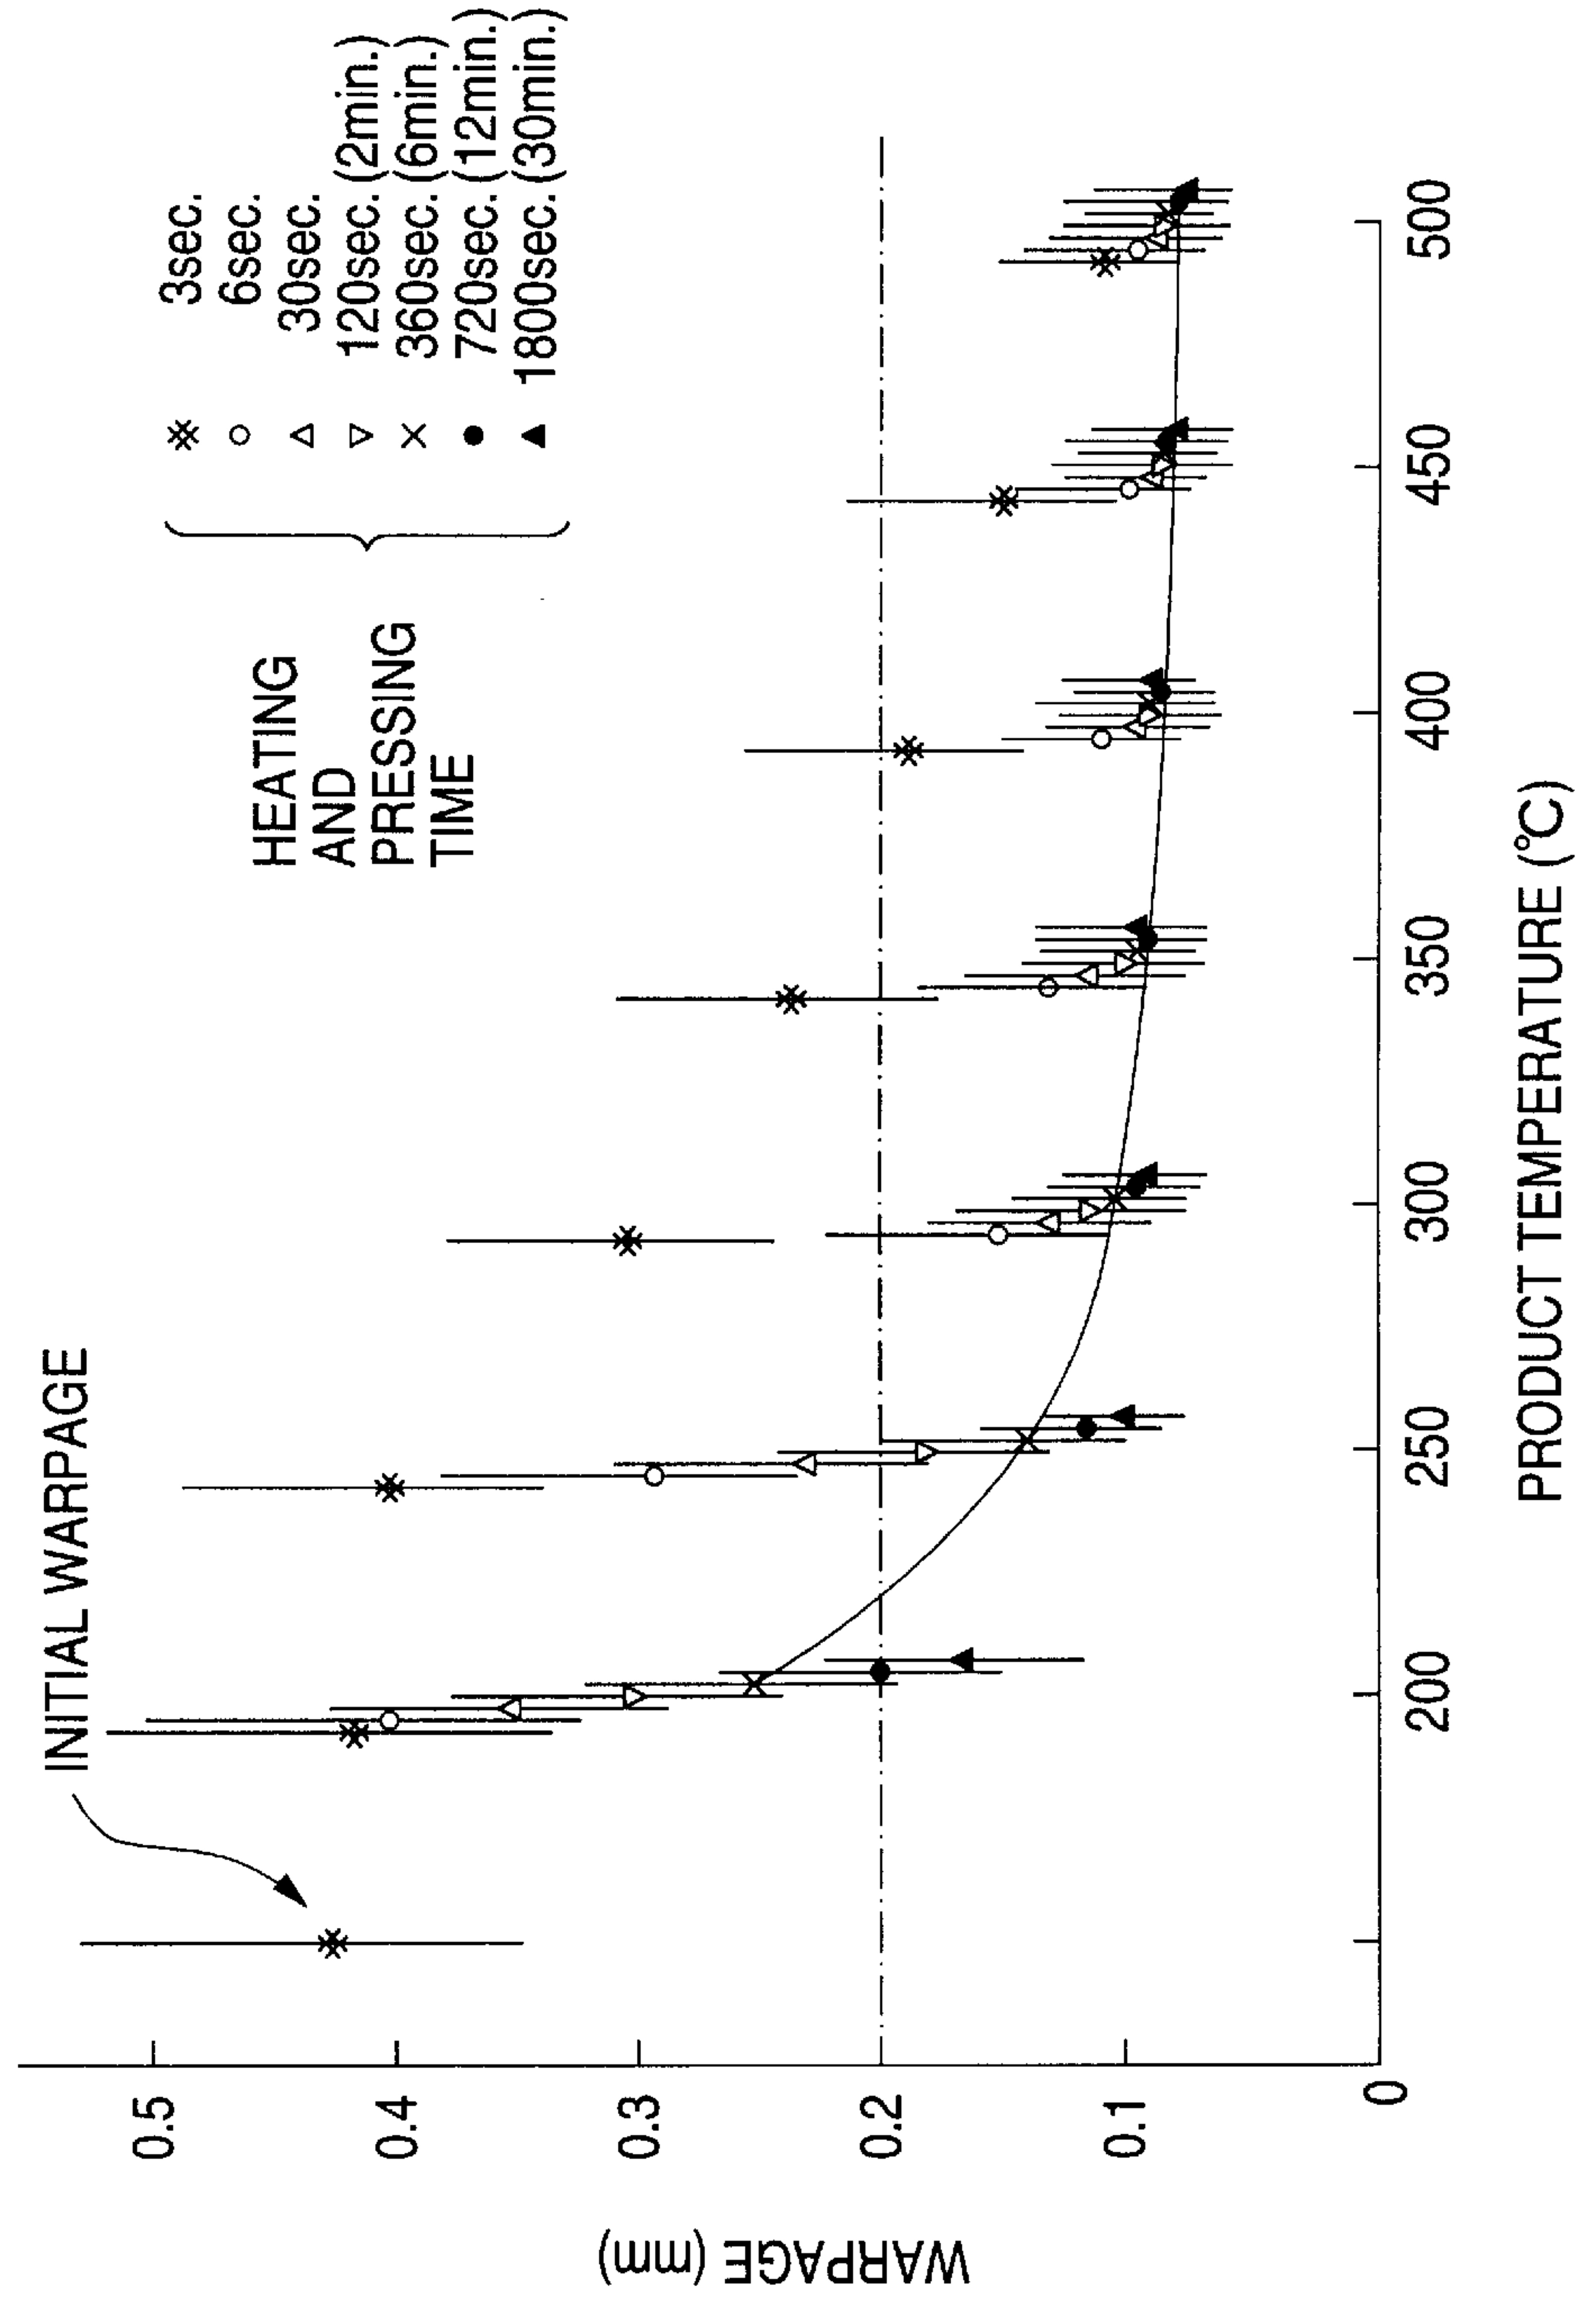 INITIAL WARPAGE
HEATING
AND
PRESSING
TIME
3sec.
6sec.
30sec.
120sec. (2min.)
360sec. (6min.)
720sec. (12min.)
1800sec. (30min.)
WARPAGE (mm)
0.5
0.4
0.3
0.2
0.1
0
200
250
300
350
400
450
500
PRODUCT TEMPERATURE (°C)